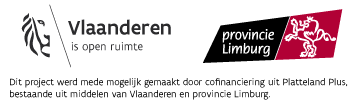 Vlaanderen
is open ruimte
provincie
Limburg
Dit project werd mede mogelijk gemaakt door cofinanciering uit Platteland Plus,
bestaande uit middelen van Vlaanderen en provincie Limburg.